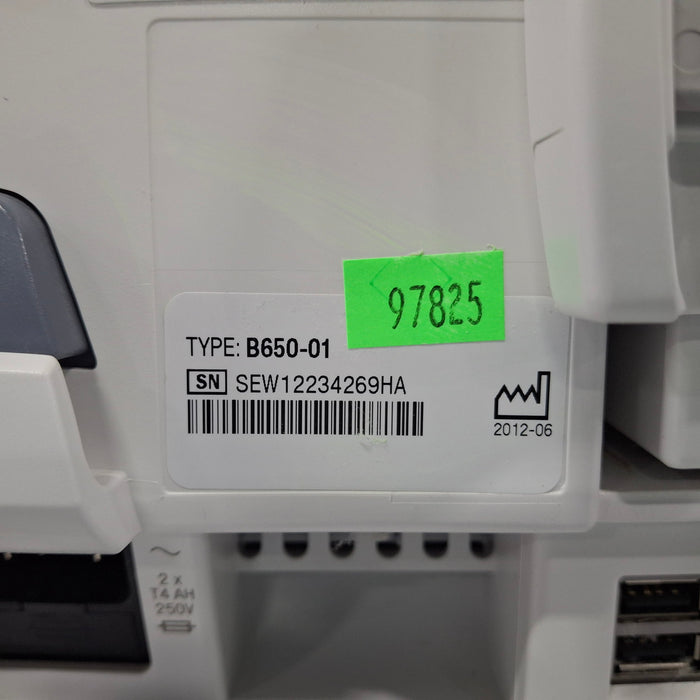 97825
TYPE: B650-01
SN SEW12234269HA
2012-06
2 x
T4 AH
250V